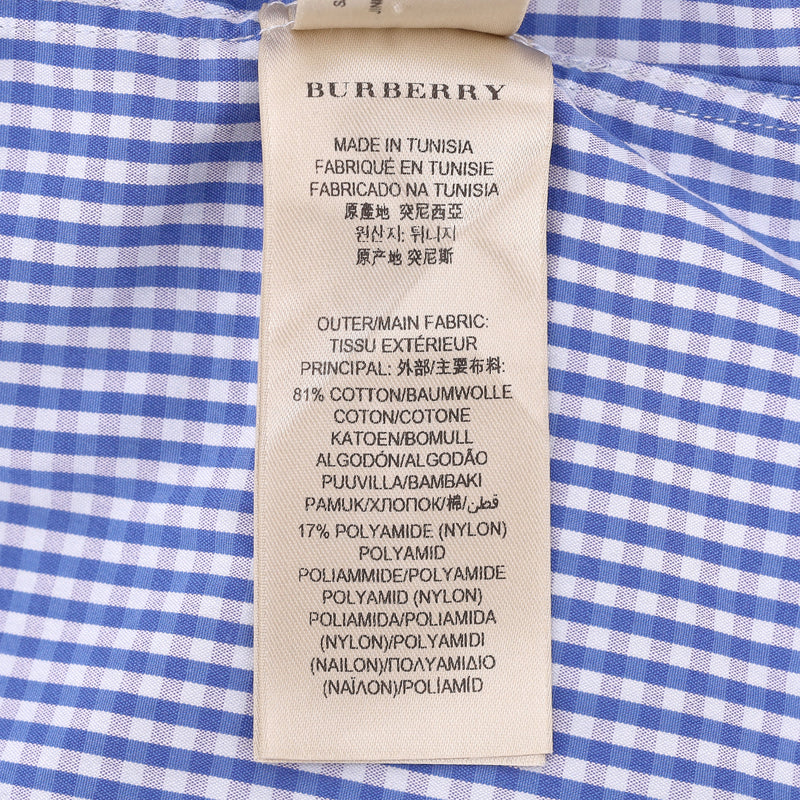 BURBERRY
MADE IN TUNISIA
FABRIQUÉ EN TUNISIE
FABRICADO NA TUNISIA
原產地 突尼西亞
원산지: 튀니지
原产地 突尼斯
OUTER/MAIN FABRIC:
TISSU EXTÉRIEUR
PRINCIPAL: 外部/主要布料:
81% COTTON/BAUMWOLLE
COTON/COTONE
KATOEN/BOMULL
ALGODÓN/ALGODÃO
PUUVILLA/BAMBAKI
PAMUK/ХЛОПОК/棉/قطن
17% POLYAMIDE (NYLON)
POLYAMID
POLIAMMIDE/POLYAMIDE
POLYAMID (NYLON)
POLIAMIDA/POLIAMIDA
(NYLON)/POLYAMIDI
(NAILON)/ΠΟΛΥΑΜΙΔΙΟ
(ΝΑΪΛΟΝ)/POLÍAMÍD